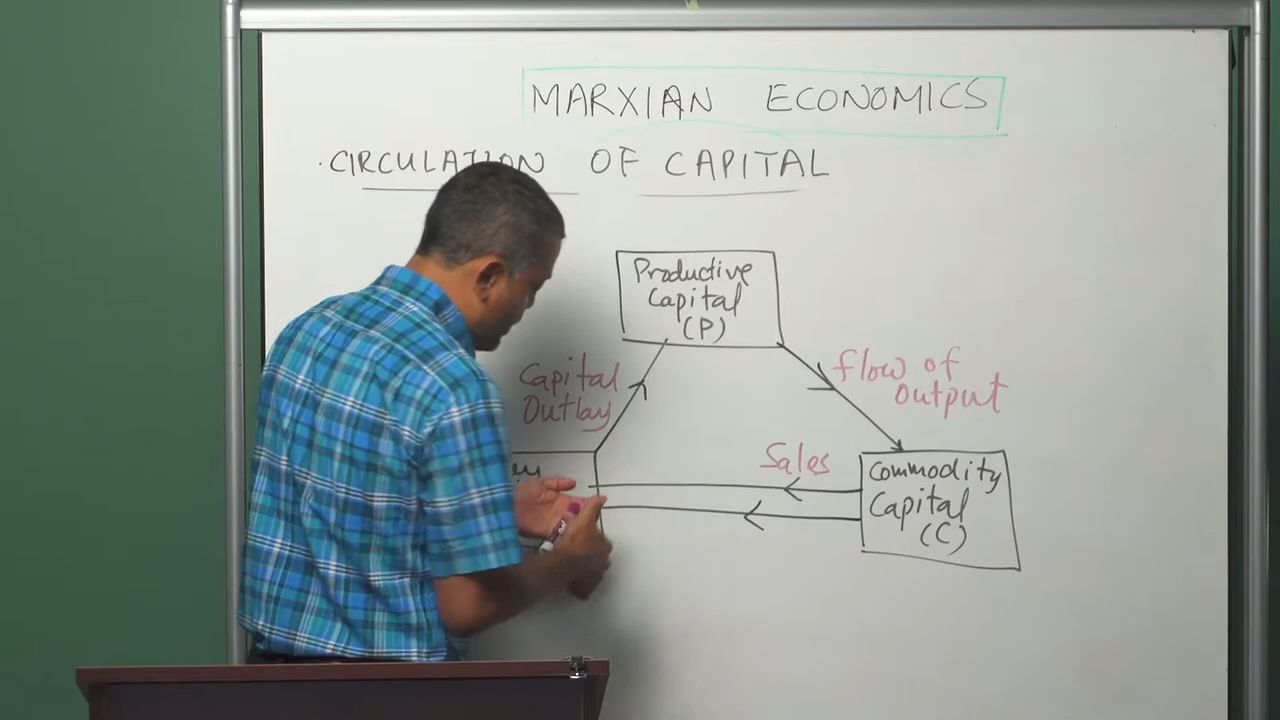 MARXIAN ECONOMICS
. CIRCULATION OF CAPITAL
Productive
Capital
(P)
Capital
Outlay
flow of
output
Sales
Commodity
Capital
(C)